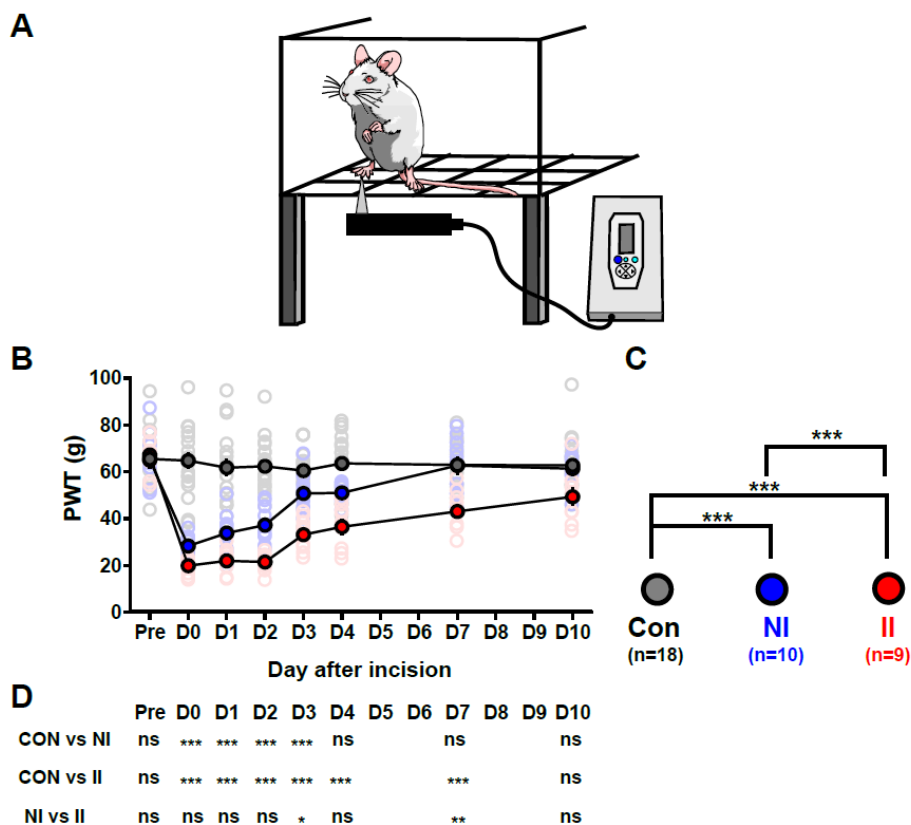 A
B
100
80
60
40
20
0
PWT (g)
Pre D0 D1 D2 D3 D4 D5 D6 D7 D8 D9 D10
Day after incision
C
***
***
***
Con NI II
(n=18) (n=10) (n=9)
D
Pre D0 D1 D2 D3 D4 D5 D6 D7 D8 D9 D10
CON vs NI ns *** *** *** *** ns ns ns
CON vs II ns *** *** *** *** *** *** ns
NI vs II ns ns ns ns * ns ** ns